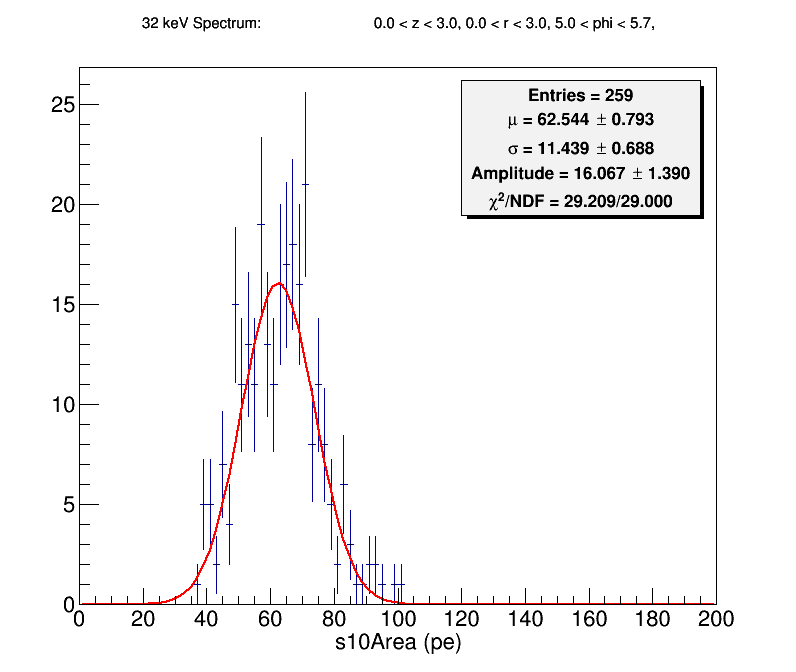 32 keV Spectrum: 0.0 < z < 3.0, 0.0 < r < 3.0, 5.0 < phi < 5.7,
Entries = 259
μ = 62.544 ± 0.793
σ = 11.439 ± 0.688
Amplitude = 16.067 ± 1.390
χ²/NDF = 29.209/29.000
25
20
15
10
5
0
0 20 40 60 80 100 120 140 160 180 200
s10Area (pe)